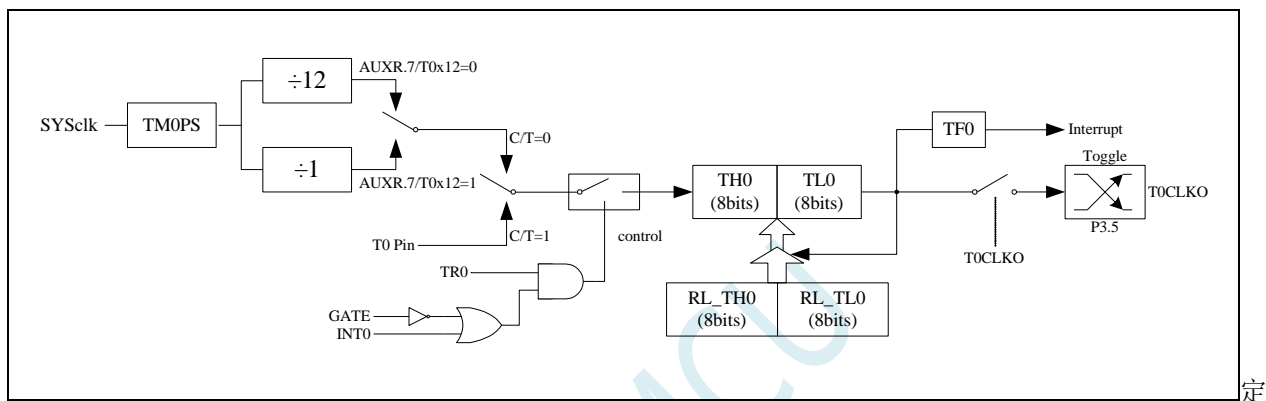 SYSclk
TM0PS
÷12
÷1
AUXR.7/T0x12=0
AUXR.7/T0x12=1
C/T=0
C/T=1
T0 Pin
control
TR0
GATE
INT0
TH0
(8bits)
TL0
(8bits)
RL_TH0
(8bits)
RL_TL0
(8bits)
TF0
Interrupt
Toggle
T0CLKO
P3.5
T0CLKO
MCU
定